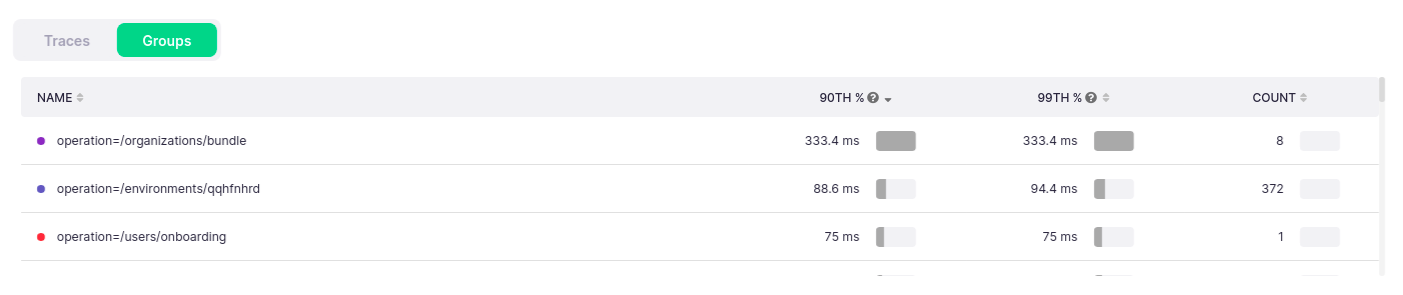 Traces Groups
NAME 90TH % 99TH % COUNT
operation=/organizations/bundle 333.4 ms 333.4 ms 8
operation=/environments/qqhfnhrd 88.6 ms 94.4 ms 372
operation=/users/onboarding 75 ms 75 ms 1